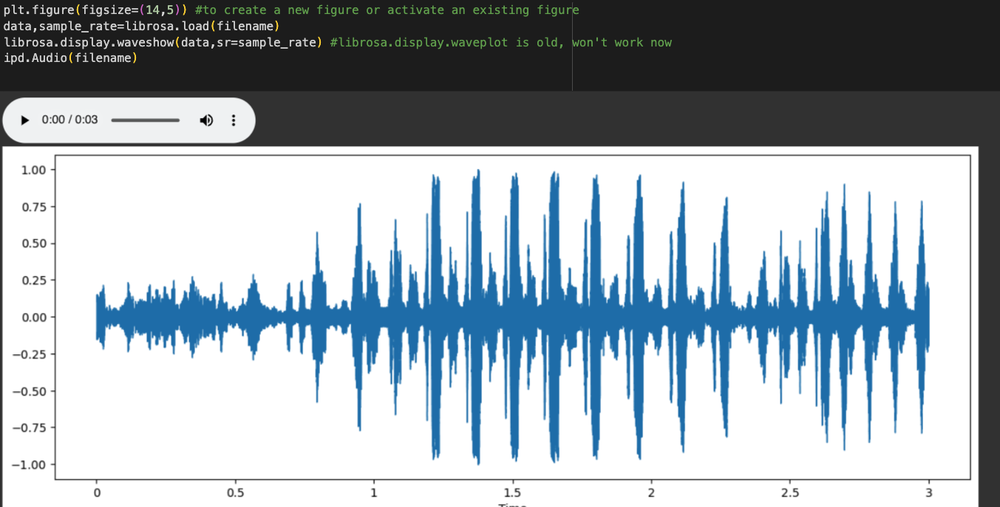 plt.figure(figsize=(14,5)) #to create a new figure or activate an existing figure
data,sample_rate=librosa.load(filename)
librosa.display.waveshow(data,sr=sample_rate) #librosa.display.waveplot is old, won't work now
ipd.Audio(filename)
0:00 / 0:03
1.00
0.75
0.50
0.25
0.00
−0.25
−0.50
−0.75
−1.00
0 0.5 1 1.5 2 2.5 3
Time